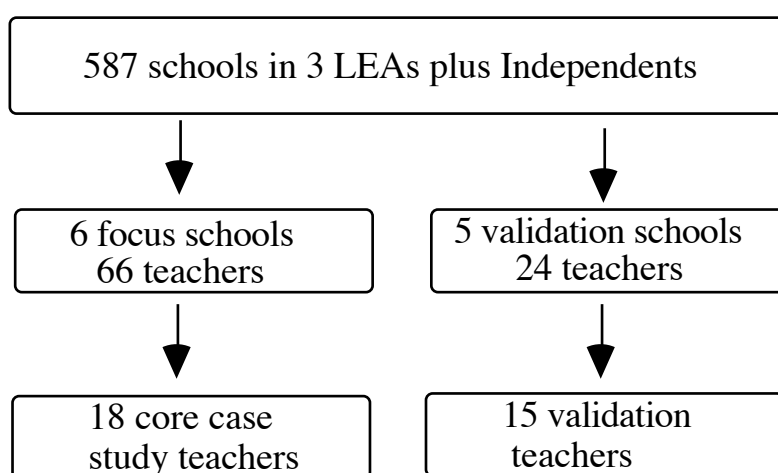 587 schools in 3 LEAs plus Independents
6 focus schools
66 teachers
5 validation schools
24 teachers
18 core case
study teachers
15 validation
teachers